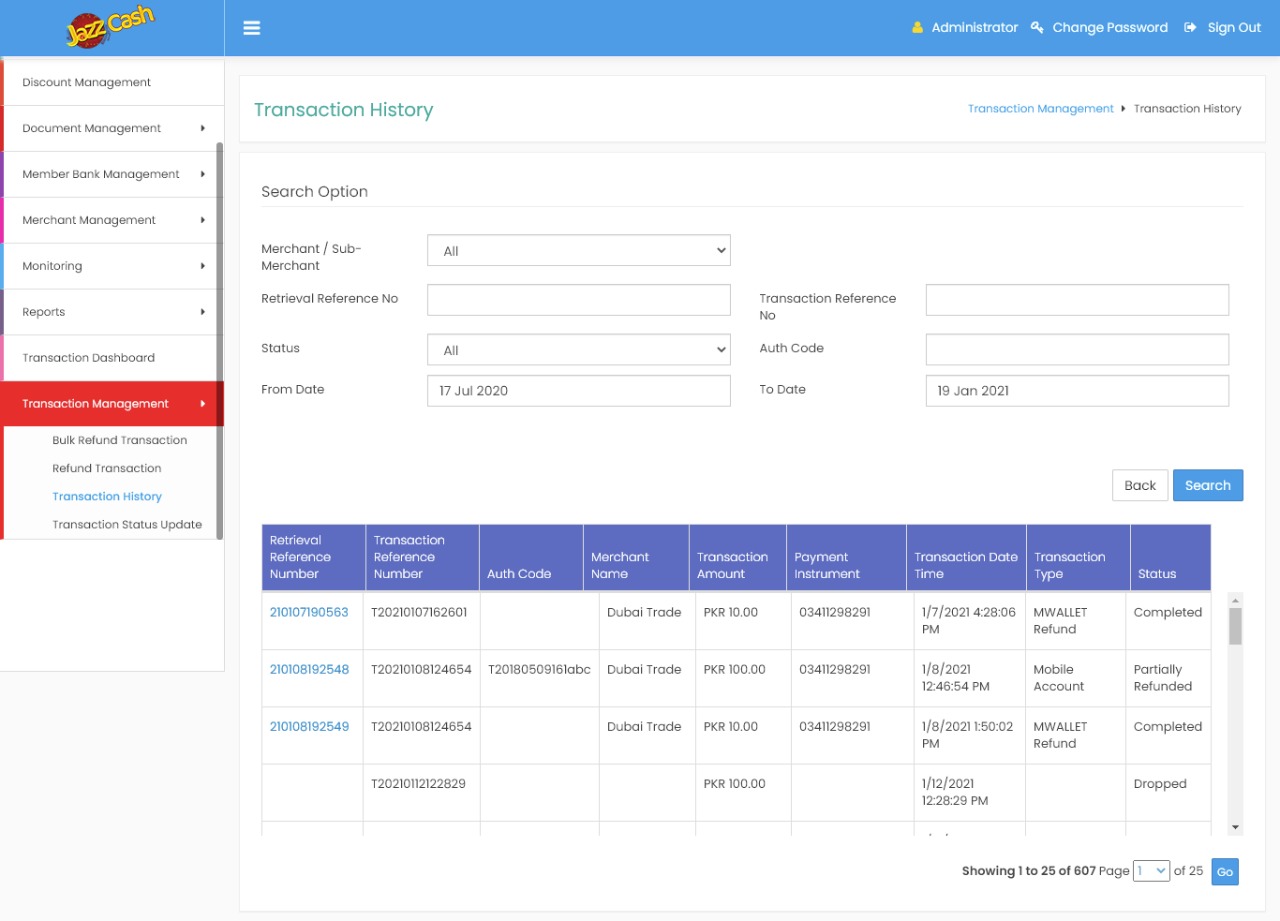 Jazz Cash
Administrator
Change Password
Sign Out
Discount Management
Document Management
Member Bank Management
Merchant Management
Monitoring
Reports
Transaction Dashboard
Transaction Management
Bulk Refund Transaction
Refund Transaction
Transaction History
Transaction Status Update
Transaction History
Transaction Management
Transaction History
Search Option
Merchant / Sub-
Merchant
All
Retrieval Reference No
Transaction Reference
No
Status
All
Auth Code
From Date
17 Jul 2020
To Date
19 Jan 2021
Back
Search
Retrieval
Reference
Number
Transaction
Reference
Number
Auth Code
Merchant
Name
Transaction
Amount
Payment
Instrument
Transaction Date
Time
Transaction
Type
Status
210107190563
T20210107162601
Dubai Trade
PKR 10.00
03411298291
1/7/2021 4:28:06
PM
MWALLET
Refund
Completed
210108192548
T20210108124654
T20180509161abc
Dubai Trade
PKR 100.00
03411298291
1/8/2021
12:46:54 PM
Mobile
Account
Partially
Refunded
210108192549
T20210108124654
Dubai Trade
PKR 10.00
03411298291
1/8/2021 1:50:02
PM
MWALLET
Refund
Completed
T20210112122829
PKR 100.00
1/12/2021
12:28:29 PM
Dropped
Showing 1 to 25 of 607 Page 1 of 25 Go